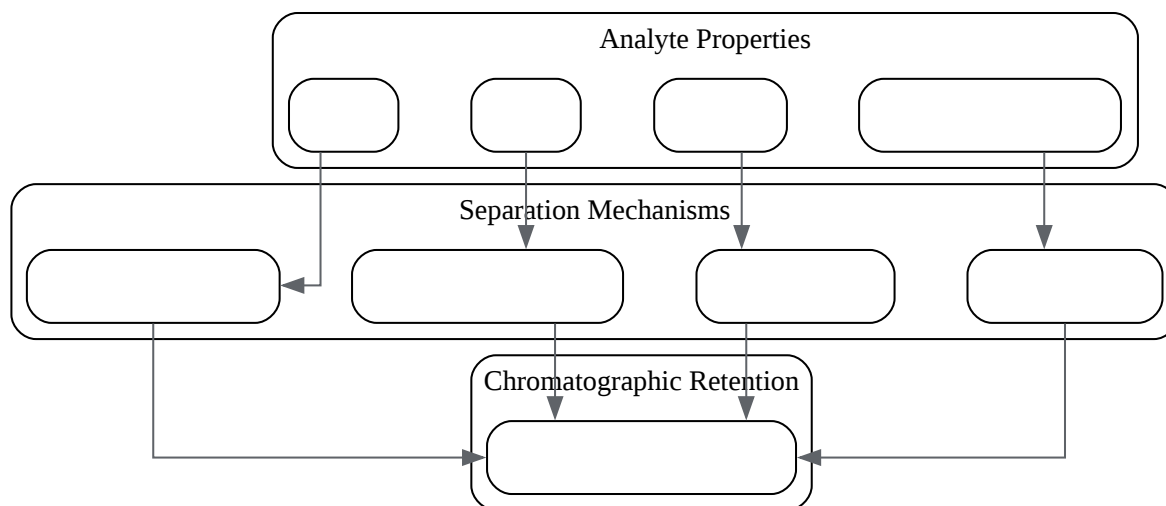 Analyte Properties
Separation Mechanisms
Chromatographic Retention